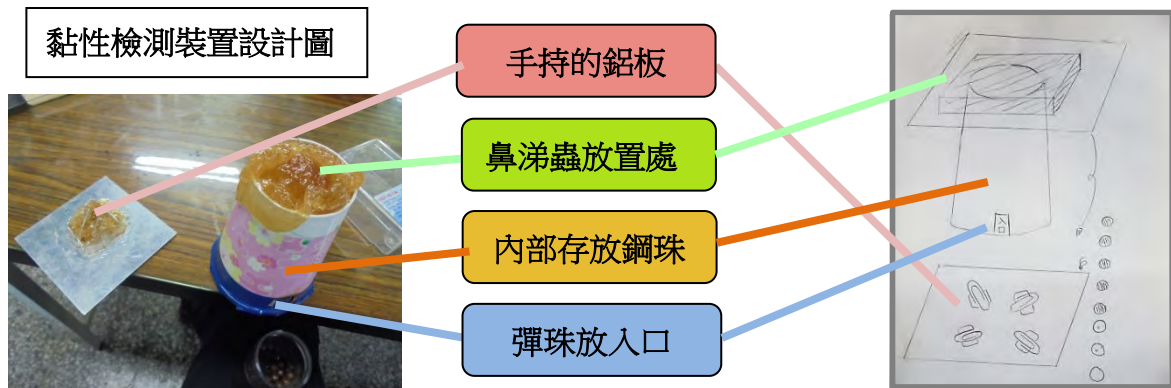 黏性檢測裝置設計圖
手持的鋁板
鼻涕蟲放置處
內部存放鋼珠
彈珠放入口